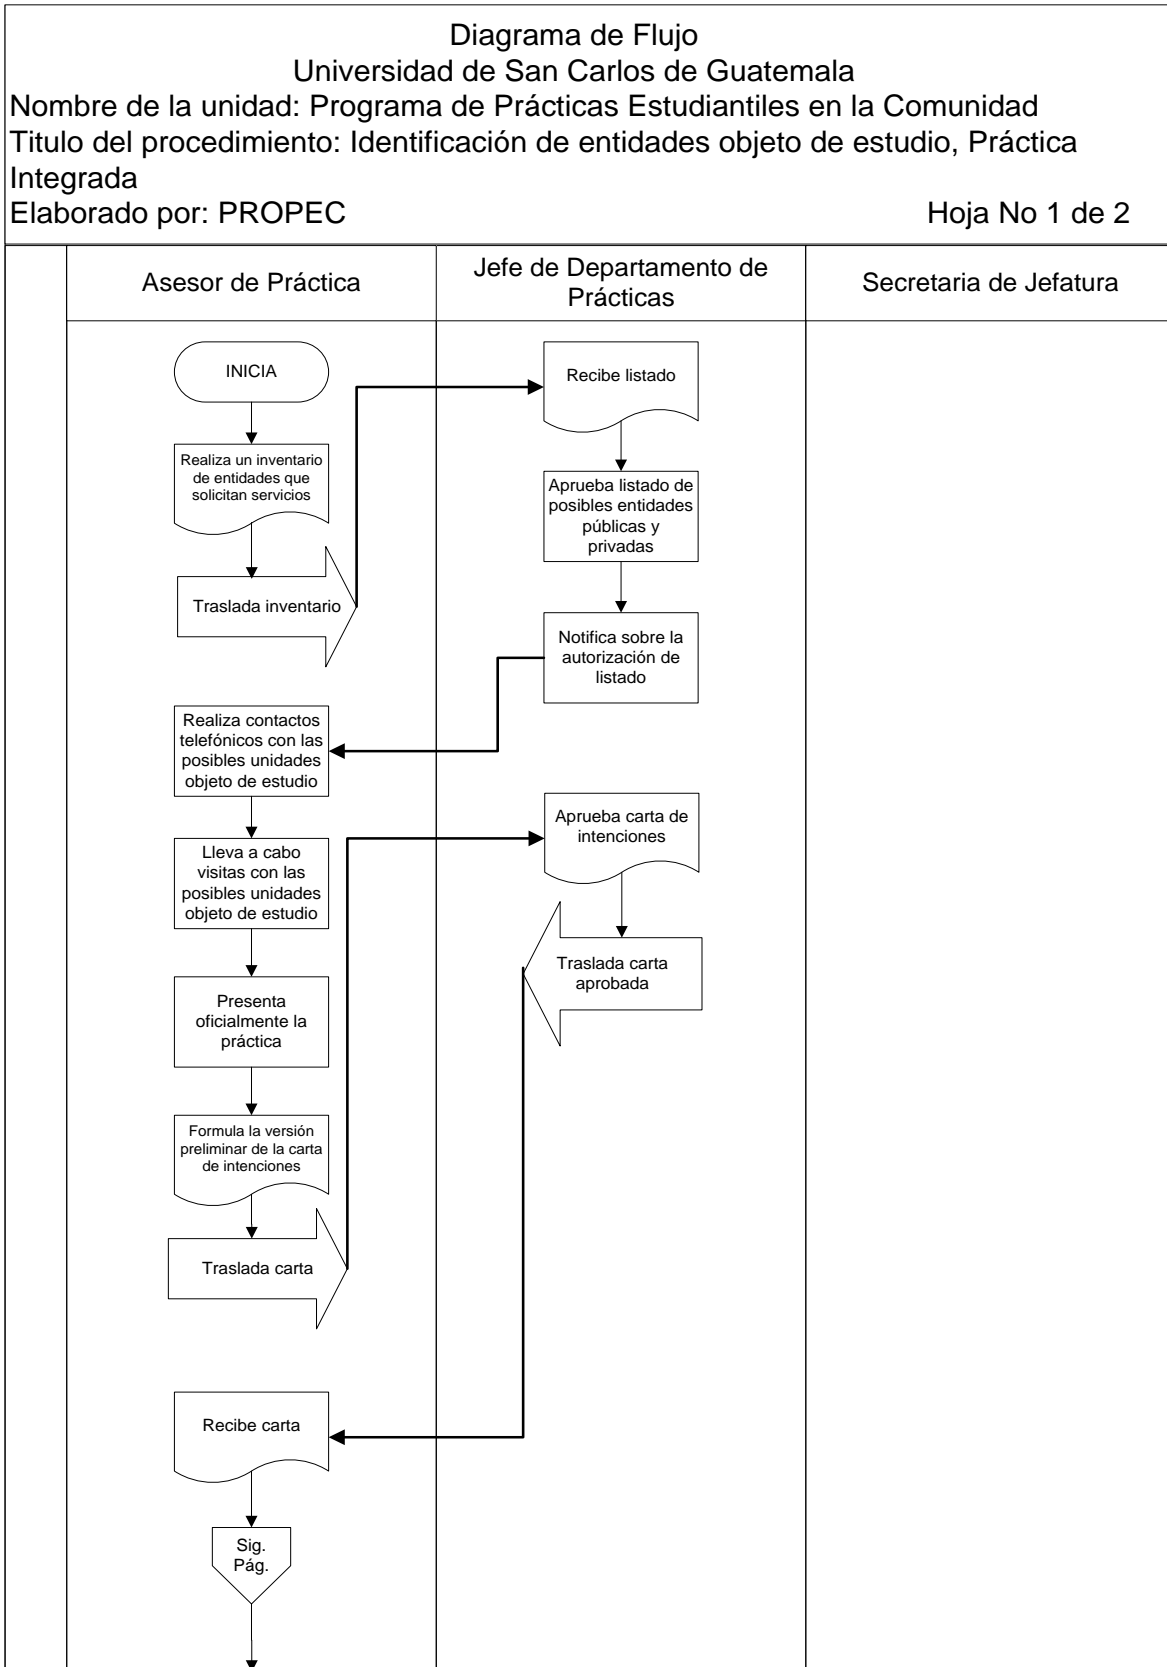 Diagrama de Flujo
Universidad de San Carlos de Guatemala
Nombre de la unidad: Programa de Prácticas Estudiantiles en la Comunidad
Titulo del procedimiento: Identificación de entidades objeto de estudio, Práctica
Integrada
Elaborado por: PROPEC Hoja No 1 de 2
Asesor de Práctica
Jefe de Departamento de
Prácticas
Secretaria de Jefatura
INICIA
Realiza un inventario
de entidades que
solicitan servicios
Traslada inventario
Recibe listado
Aprueba listado de
posibles entidades
públicas y
privadas
Notifica sobre la
autorización de
listado
Realiza contactos
telefónicos con las
posibles unidades
objeto de estudio
Lleva a cabo
visitas con las
posibles unidades
objeto de estudio
Presenta
oficialmente la
práctica
Formula la versión
preliminar de la carta
de intenciones
Traslada carta
Aprueba carta de
intenciones
Traslada carta
aprobada
Recibe carta
Sig.
Pág.